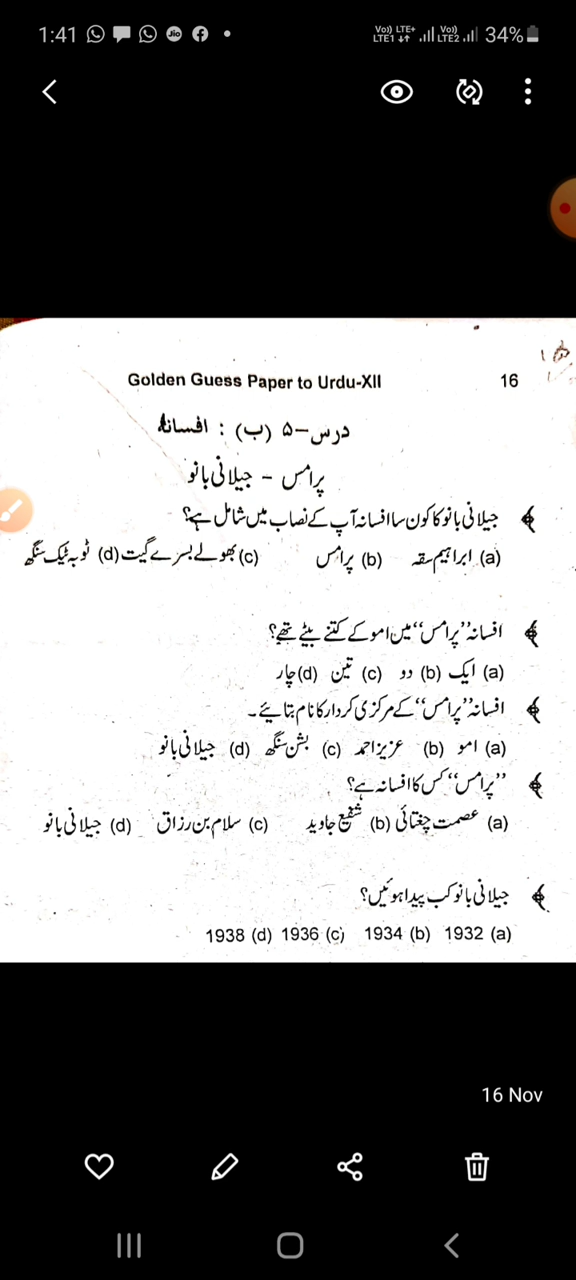 1:41
Vo)) LTE+ LTE1 Vo)) LTE2 34%
Golden Guess Paper to Urdu-XII 16
درس-۵ (ب) : افسانہ
پرامس - جیلانی بانو
جیلانی بانو کا کون سا افسانہ آپ کے نصاب میں شامل ہے؟
(a) ابراہیم سقہ (b) پرامس (c) بھولے بسرے گیت (d) ٹوبہ ٹیک سنگھ
افسانہ ”پرامس“ میں امو کے کتنے بیٹے تھے؟
(a) ایک (b) دو (c) تین (d) چار
افسانہ ”پرامس“ کے مرکزی کردار کا نام بتائیے۔
(a) امو (b) عزیز احمد (c) بشن سنگھ (d) جیلانی بانو
”پرامس“ کس کا افسانہ ہے؟
(a) عصمت چغتائی (b) شفیع جاوید (c) سلام بن رزاق (d) جیلانی بانو
جیلانی بانو کب پیدا ہوئیں؟
(a) 1932 (b) 1934 (c) 1936 (d) 1938
16 Nov